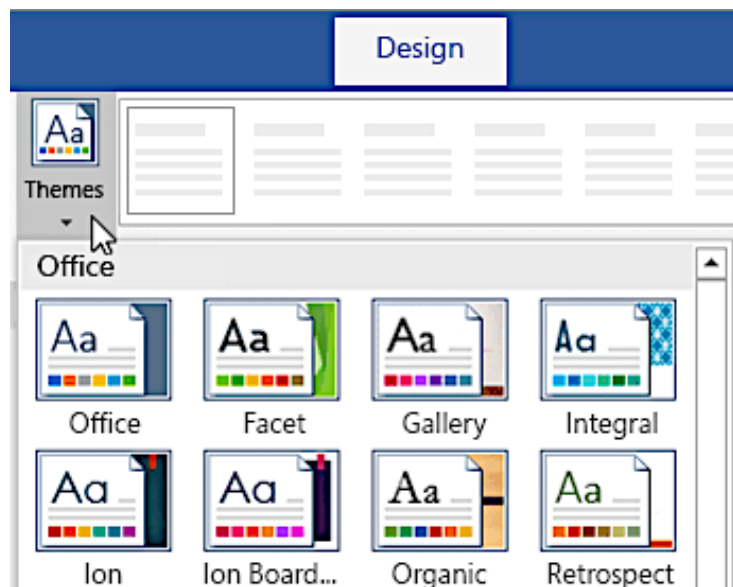 Design
Aa
Themes
Office
Aa Aa Aa Aa
Office Facet Gallery Integral
Aa Aa Aa Aa
Ion Ion Board... Organic Retrospect